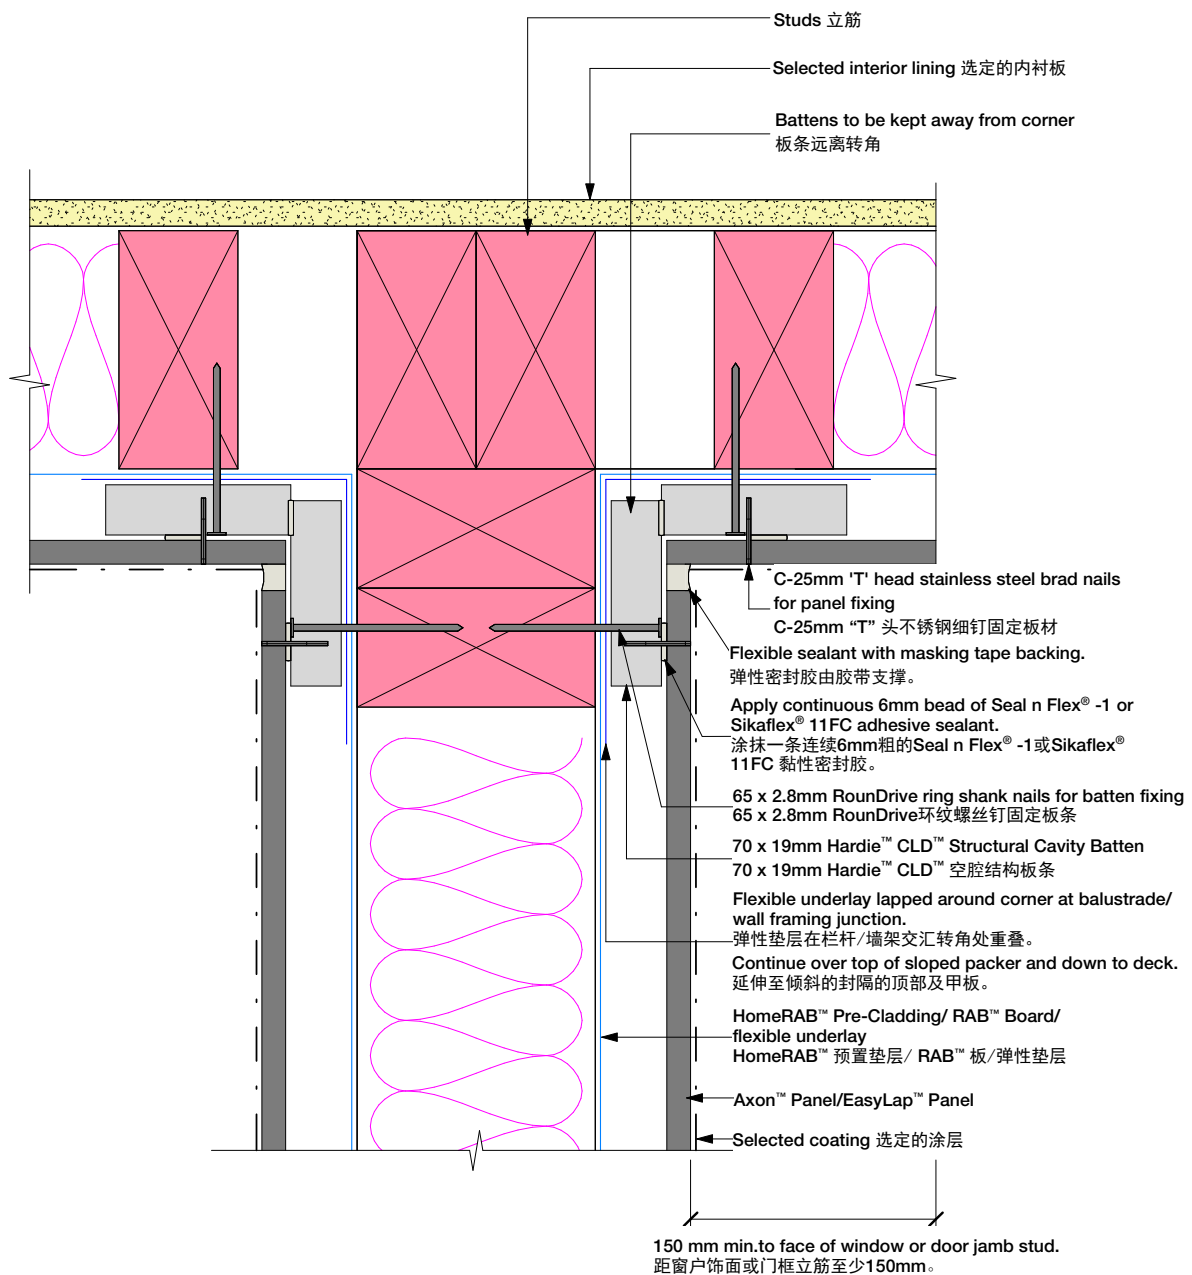 Studs 立筋
Selected interior lining 选定的内衬板
Battens to be kept away from corner
板条远离转角
C-25mm 'T' head stainless steel brad nails
for panel fixing
C-25mm “T” 头不锈钢细钉固定板材
Flexible sealant with masking tape backing.
弹性密封胶由胶带支撑。
Apply continuous 6mm bead of Seal n Flex® -1 or
Sikaflex® 11FC adhesive sealant.
涂抹一条连续6mm粗的Seal n Flex® -1或Sikaflex®
11FC 黏性密封胶。
65 x 2.8mm RounDrive ring shank nails for batten fixing
65 x 2.8mm RounDrive环纹螺丝钉固定板条
70 x 19mm Hardie™ CLD™ Structural Cavity Batten
70 x 19mm Hardie™ CLD™ 空腔结构板条
Flexible underlay lapped around corner at balustrade/
wall framing junction.
弹性垫层在栏杆/墙架交汇转角处重叠。
Continue over top of sloped packer and down to deck.
延伸至倾斜的封隔的顶部及甲板。
HomeRAB™ Pre-Cladding/ RAB™ Board/
flexible underlay
HomeRAB™ 预置垫层/ RAB™ 板/弹性垫层
Axon™ Panel/EasyLap™ Panel
Selected coating 选定的涂层
150 mm min.to face of window or door jamb stud.
距窗户饰面或门框立筋至少150mm。